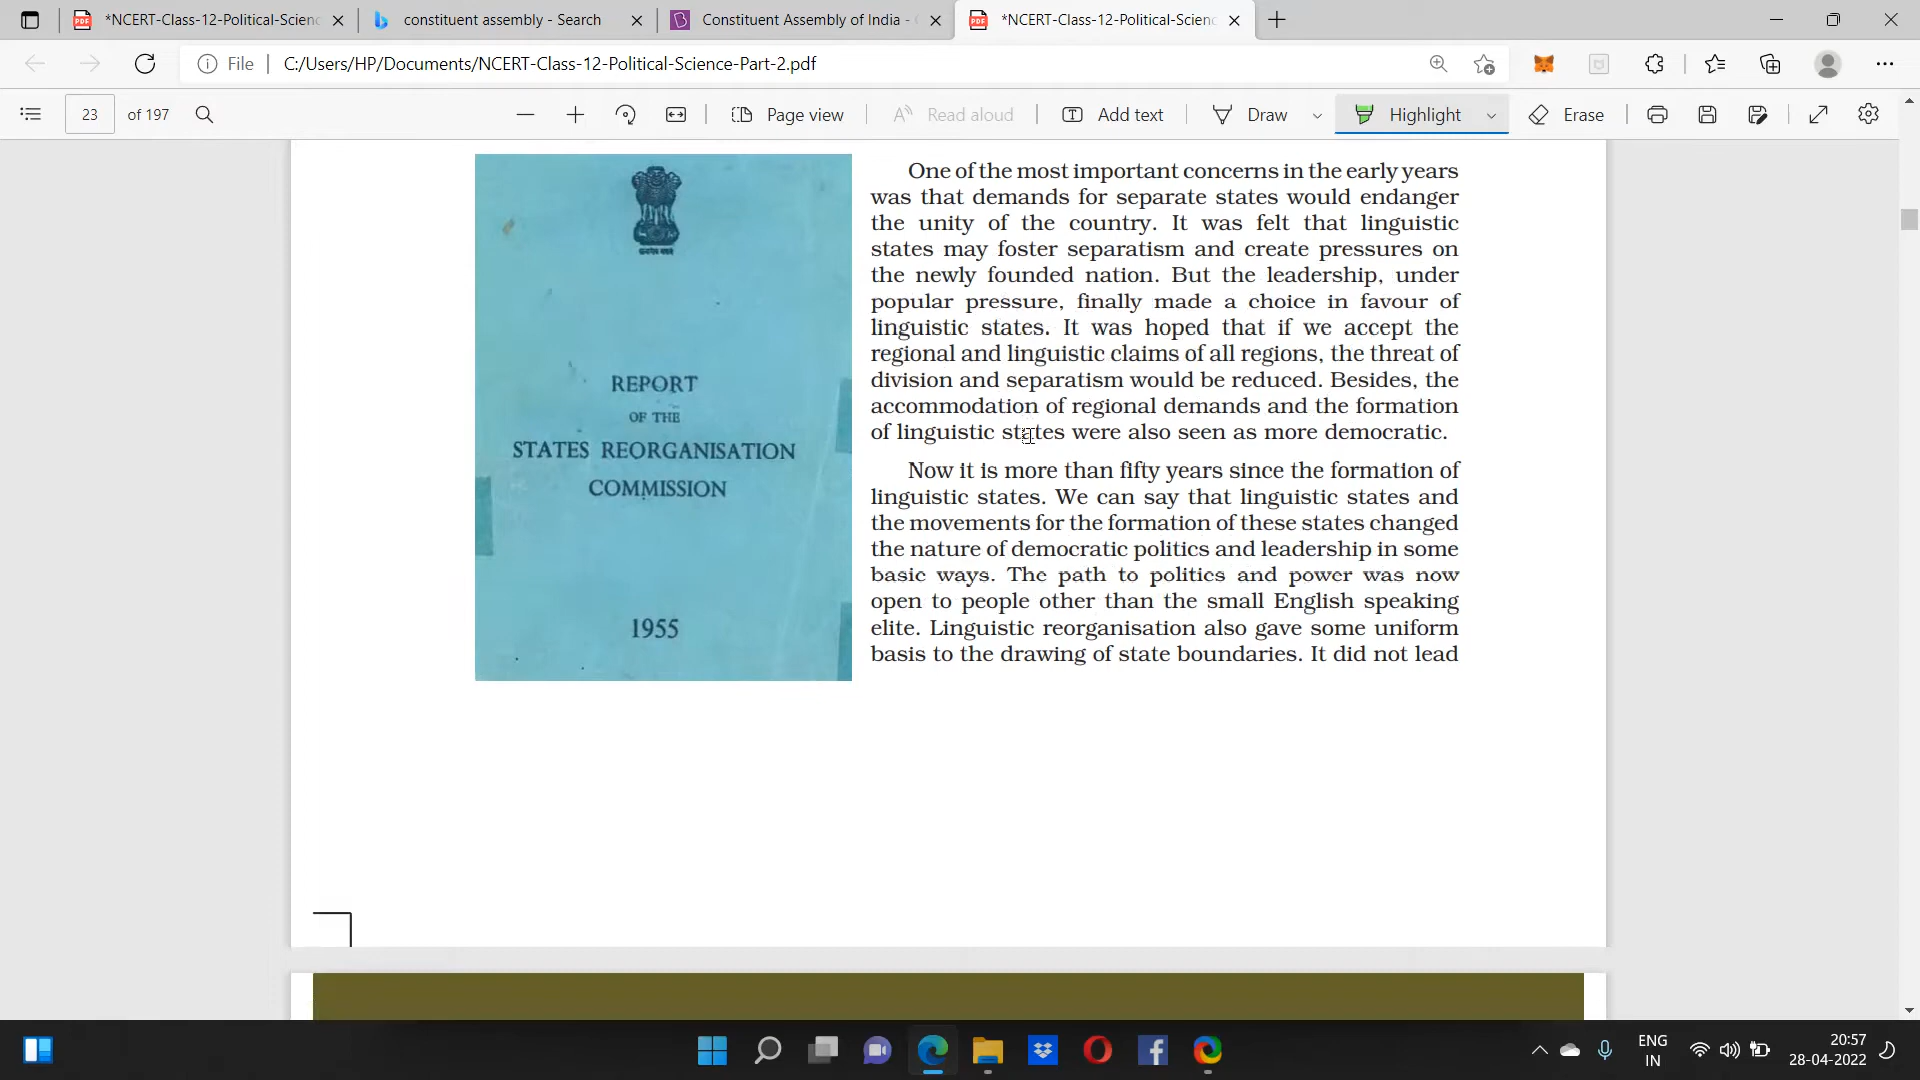 *NCERT-Class-12-Political-Scienc
constituent assembly - Search
Constituent Assembly of India -
*NCERT-Class-12-Political-Scienc
File
C:/Users/HP/Documents/NCERT-Class-12-Political-Science-Part-2.pdf
23 of 197
Page view
Read aloud
Add text
Draw
Highlight
Erase
REPORT
OF THE
STATES REORGANISATION
COMMISSION
1955
One of the most important concerns in the early years
was that demands for separate states would endanger
the unity of the country. It was felt that linguistic
states may foster separatism and create pressures on
the newly founded nation. But the leadership, under
popular pressure, finally made a choice in favour of
linguistic states. It was hoped that if we accept the
regional and linguistic claims of all regions, the threat of
division and separatism would be reduced. Besides, the
accommodation of regional demands and the formation
of linguistic states were also seen as more democratic.
Now it is more than fifty years since the formation of
linguistic states. We can say that linguistic states and
the movements for the formation of these states changed
the nature of democratic politics and leadership in some
basic ways. The path to politics and power was now
open to people other than the small English speaking
elite. Linguistic reorganisation also gave some uniform
basis to the drawing of state boundaries. It did not lead
ENG
IN
20:57
28-04-2022